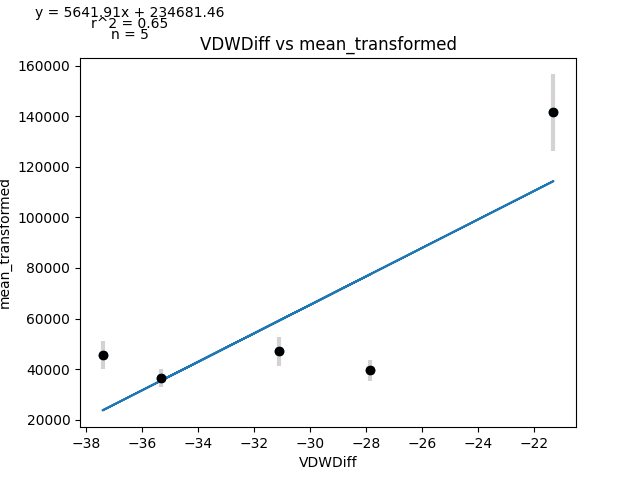 y = 5641.91x + 234681.46
r^2 = 0.65
n = 5
VDWDiff vs mean_transformed
160000
140000
120000
100000
80000
60000
40000
20000
mean_transformed
−38
−36
−34
−32
−30
−28
−26
−24
−22
VDWDiff